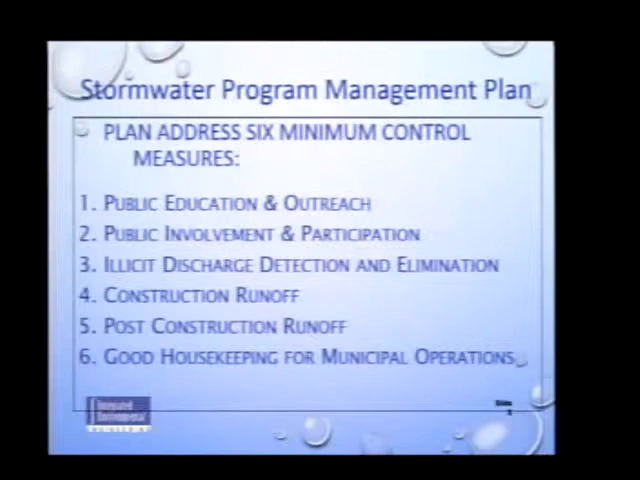 Stormwater Program Management Plan
PLAN ADDRESS SIX MINIMUM CONTROL
MEASURES:
1. PUBLIC EDUCATION & OUTREACH
2. PUBLIC INVOLVEMENT & PARTICIPATION
3. ILLICIT DISCHARGE DETECTION AND ELIMINATION
4. CONSTRUCTION RUNOFF
5. POST CONSTRUCTION RUNOFF
6. GOOD HOUSEKEEPING FOR MUNICIPAL OPERATIONS